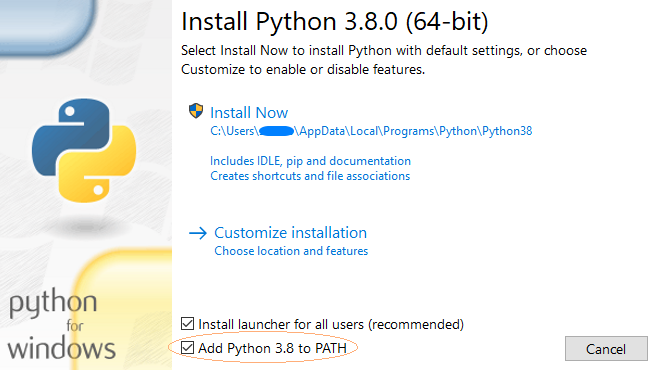 Install Python 3.8.0 (64-bit)
Select Install Now to install Python with default settings, or choose
Customize to enable or disable features.
Install Now
C:\Users\ \AppData\Local\Programs\Python\Python38
Includes IDLE, pip and documentation
Creates shortcuts and file associations
Customize installation
Choose location and features
python
for
windows
Install launcher for all users (recommended)
Add Python 3.8 to PATH
Cancel